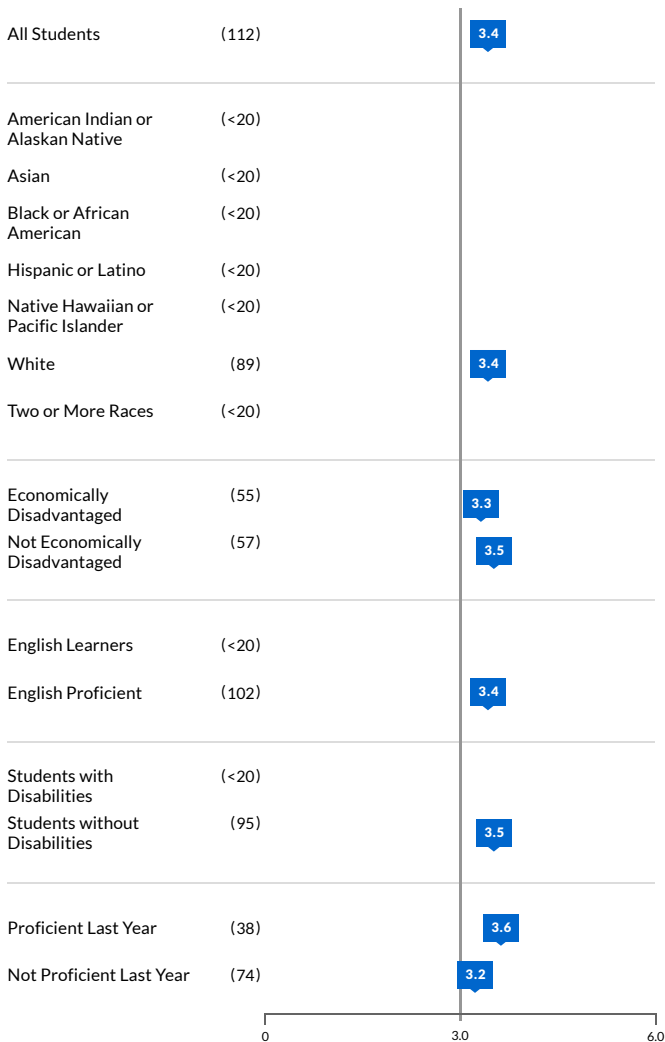 All Students (112) 3.4
American Indian or (<20)
Alaskan Native
Asian (<20)
Black or African (<20)
American
Hispanic or Latino (<20)
Native Hawaiian or (<20)
Pacific Islander
White (89) 3.4
Two or More Races (<20)
Economically (55) 3.3
Disadvantaged
Not Economically (57) 3.5
Disadvantaged
English Learners (<20)
English Proficient (102) 3.4
Students with (<20)
Disabilities
Students without (95) 3.5
Disabilities
Proficient Last Year (38) 3.6
Not Proficient Last Year (74) 3.2
0 3.0 6.0